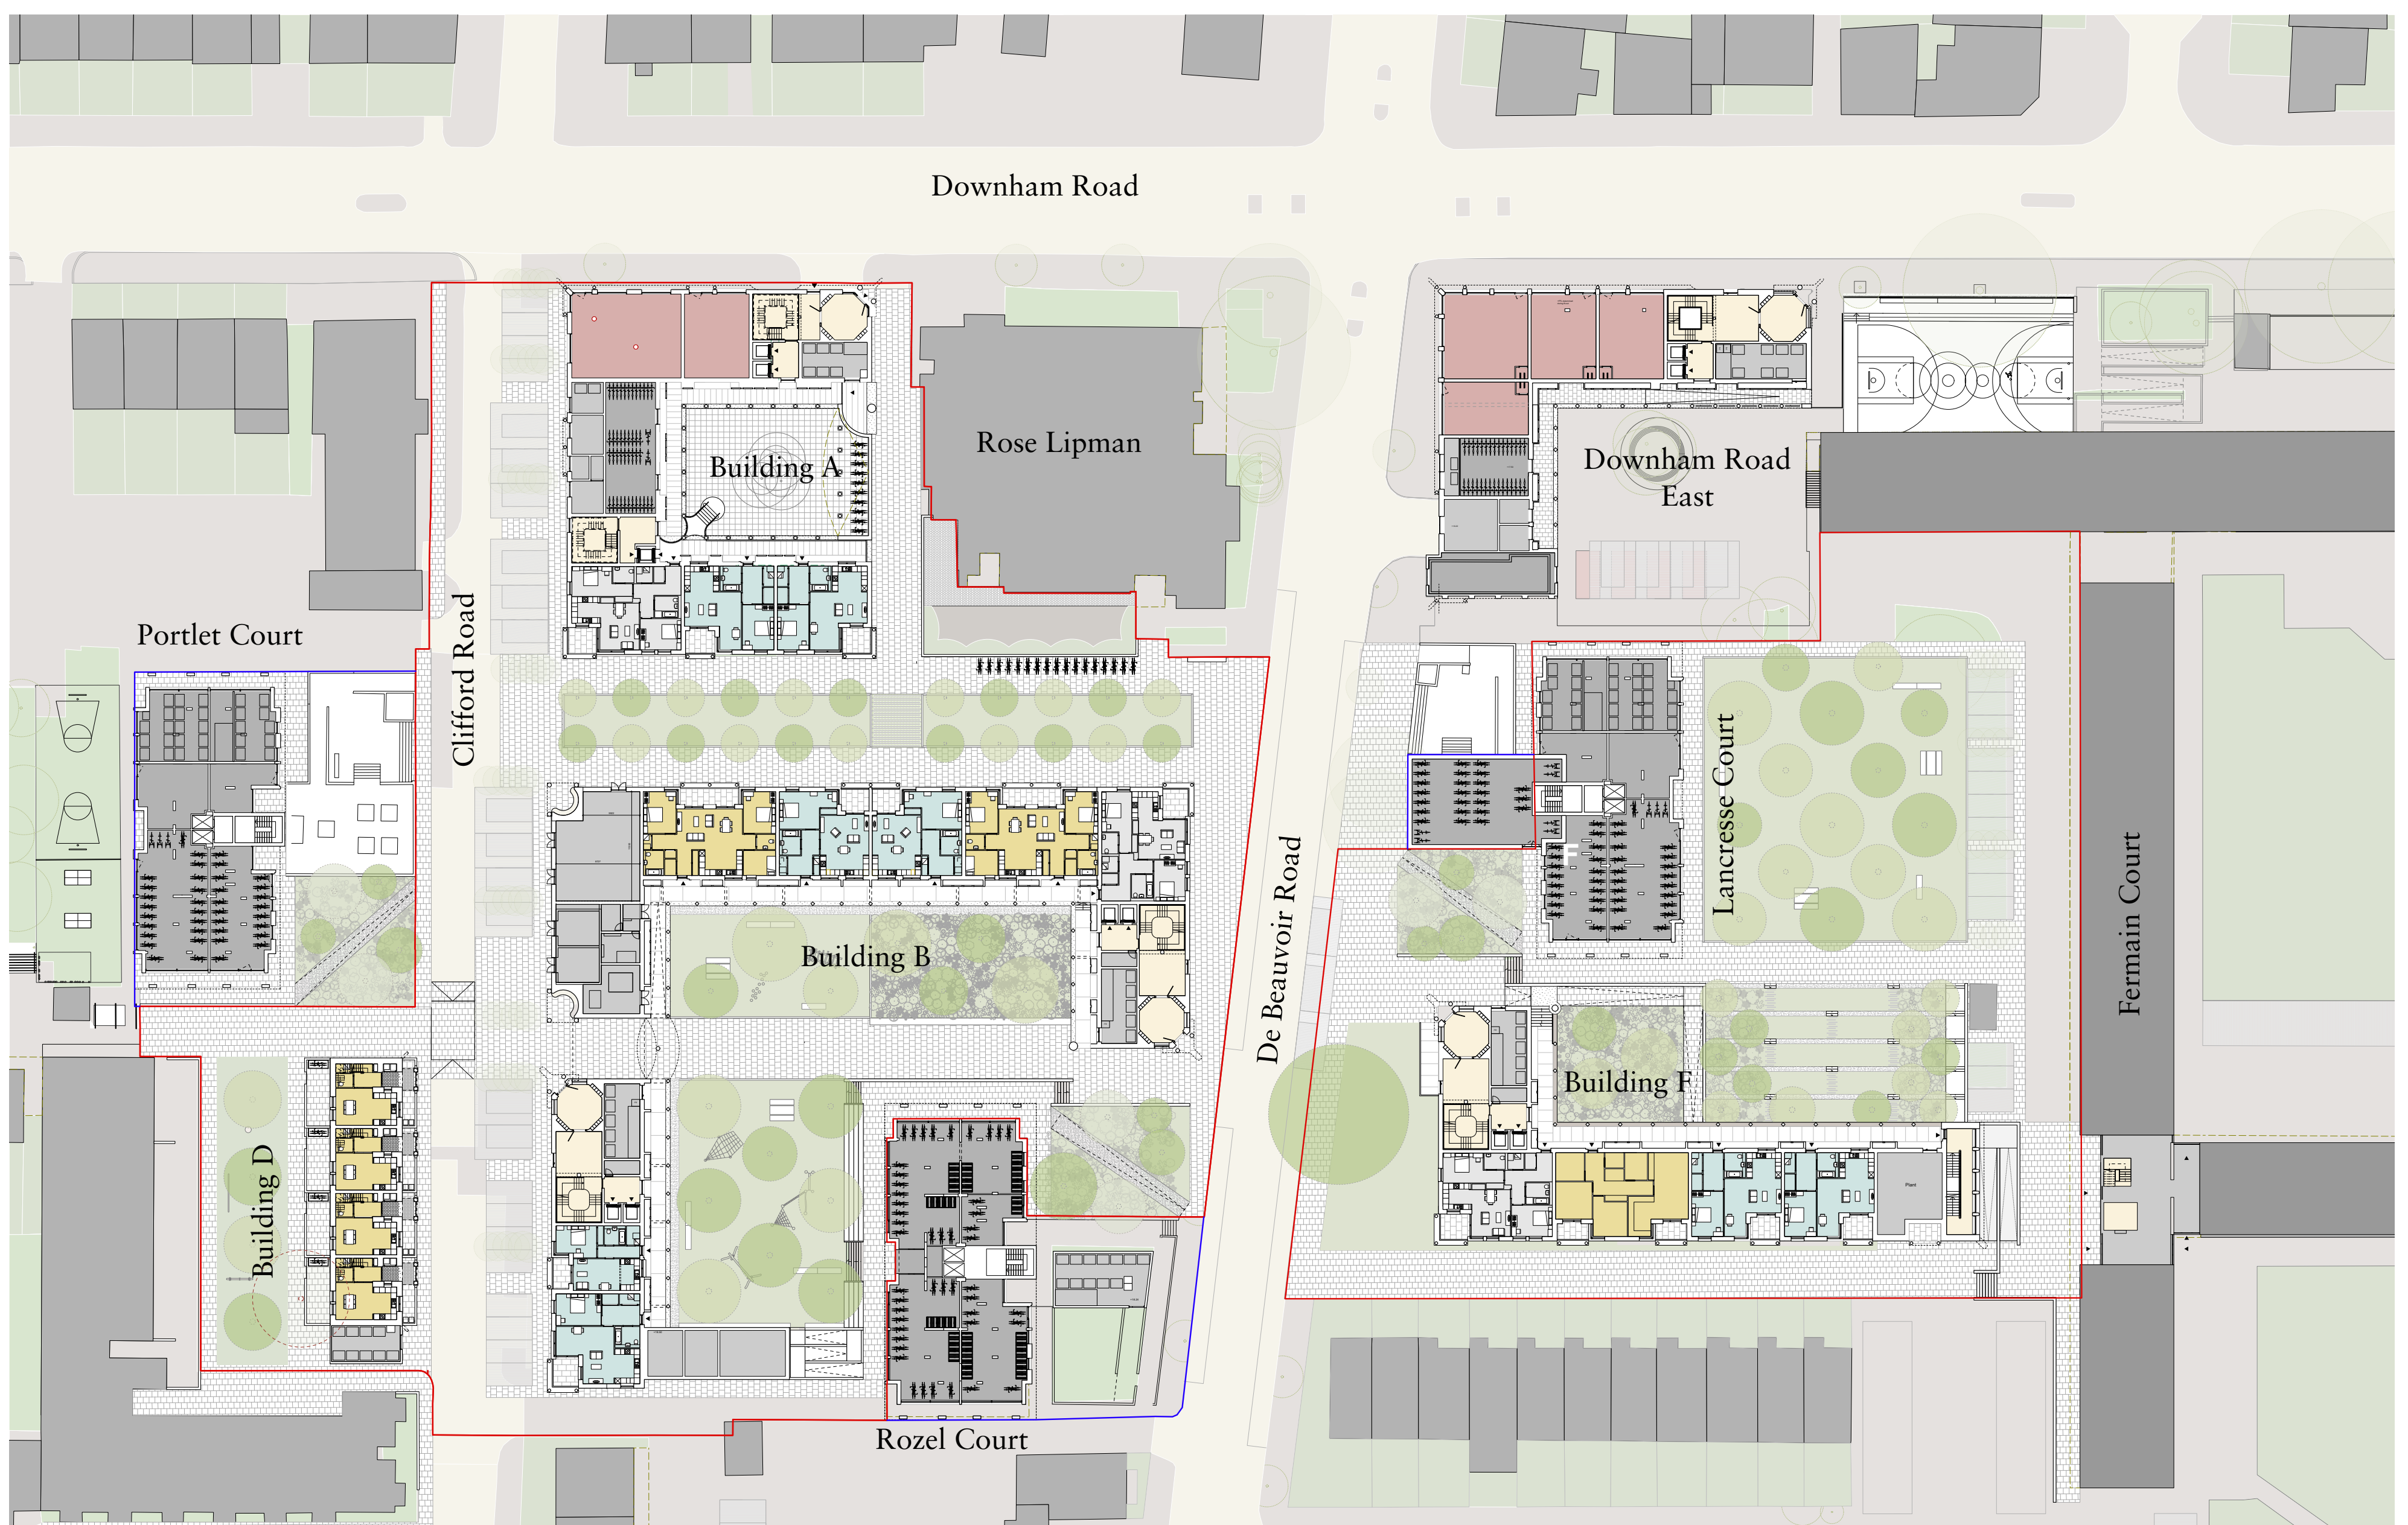 Downham Road
Rose Lipman
Building A
Downham Road
East
Portlet Court
Clifford Road
Lancresse Court
De Beauvoir Road
Fermain Court
Building B
Building F
F
Building D
Plant
Rozel Court